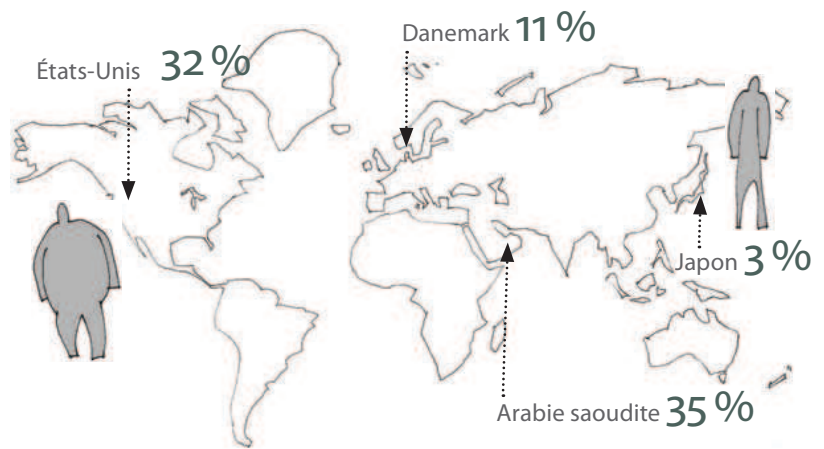 Danemark 11 %
États-Unis 32 %
Japon 3 %
Arabie saoudite 35 %